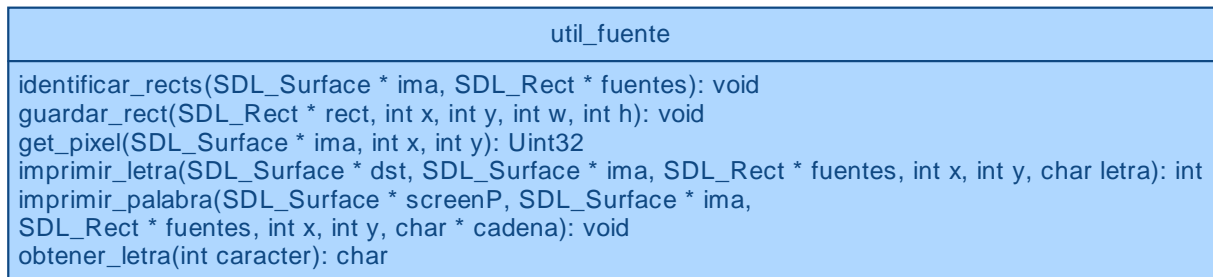 util_fuente
identificar_rects(SDL_Surface * ima, SDL_Rect * fuentes): void
guardar_rect(SDL_Rect * rect, int x, int y, int w, int h): void
get_pixel(SDL_Surface * ima, int x, int y): Uint32
imprimir_letra(SDL_Surface * dst, SDL_Surface * ima, SDL_Rect * fuentes, int x, int y, char letra): int
imprimir_palabra(SDL_Surface * screenP, SDL_Surface * ima,
SDL_Rect * fuentes, int x, int y, char * cadena): void
obtener_letra(int caracter): char